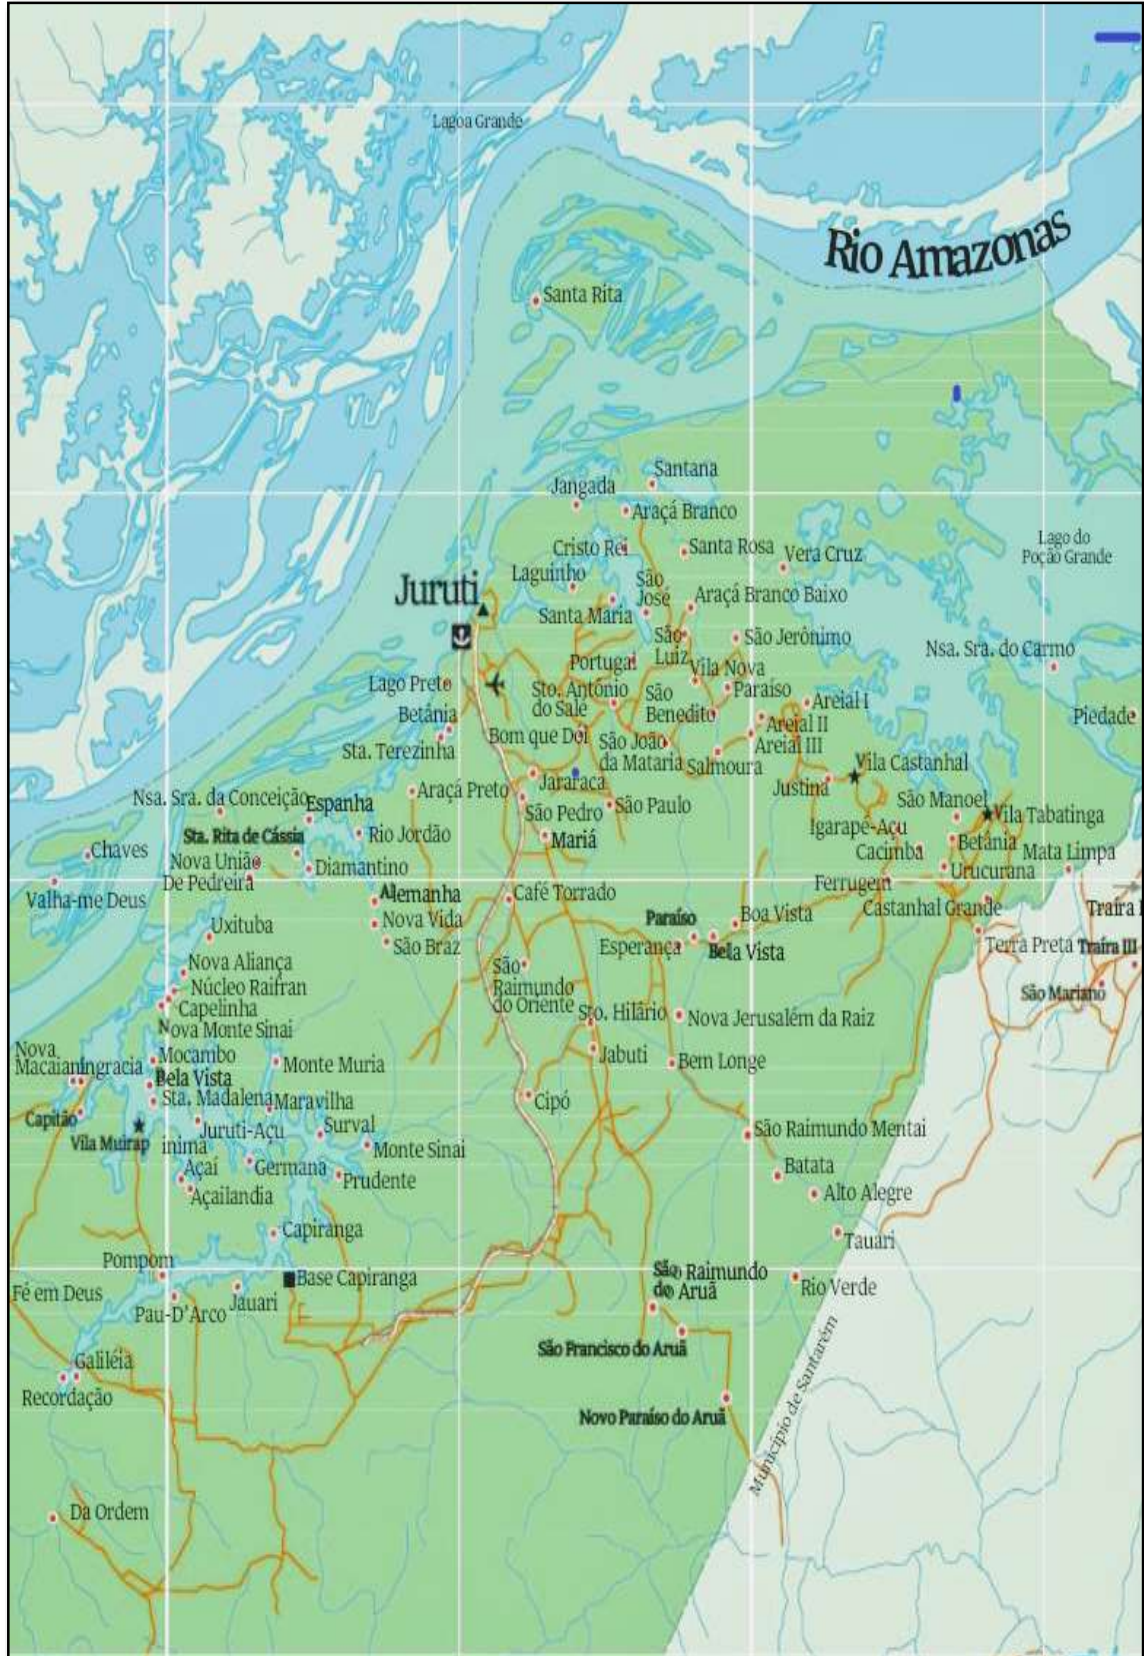 Lagoa Grande
Rio Amazonas
Santa Rita
Santana
Jangada
Araçá Branco
Cristo Rei
Santa Rosa
Vera Cruz
Lago do
Poção Grande
Laguinho
Juruti
São
José
Araçá Branco Baixo
Santa Maria
São
Luiz
São Jerônimo
Nsa. Sra. do Carmo
Portugal
Vila Nova
Lago Preto
Sto. Antônio
do Salé
São
Benedito
Paraíso
Areial I
Betânia
Areial II
Piedade
Sta. Terezinha
Bom que Dói
São João
da Mataria
Areial III
Salmoura
Vila Castanhal
Jararaca
Justina
Araçá Preto
Nsa. Sra. da Conceição
Espanha
São Pedro
São Paulo
São Manoel
Vila Tabatinga
Sta. Rita de Cássia
Rio Jordão
Mariá
Igarapé-Açu
Chaves
Nova União
De Pedreira
Diamantino
Cacimba
Betânia
Mata Limpa
Valha-me Deus
Alemanha
Café Torrado
Ferrugem
Urucurana
Castanhal Grande
Traíra I
Uxituba
Nova Vida
Paraíso
Boa Vista
São Braz
Esperança
Bela Vista
Terra Preta
Traíra III
Nova Aliança
São
Raimundo
do Oriente
Núcleo Raifran
São Mariano
Capelinha
Sto. Hilário
Nova Jerusalém da Raiz
Nova Monte Sinai
Nova
Macaiani
Ingracia
Mocambo
Monte Muria
Jabuti
Bem Longe
Bela Vista
Sta. Madalena
Maravilha
Cipó
Capitão
Juruti-Açu
Surval
Vila Muirap
inima
Monte Sinai
São Raimundo Mentai
Açaí
Germana
Prudente
Batata
Açailandia
Alto Alegre
Capiranga
Tauari
Pompom
Base Capiranga
São Raimundo
do Aruã
Rio Verde
Fé em Deus
Pau-D'Arco
Jauari
São Francisco do Aruã
Galiléia
Recordação
Novo Paraíso do Aruã
Município de Santarém
Da Ordem